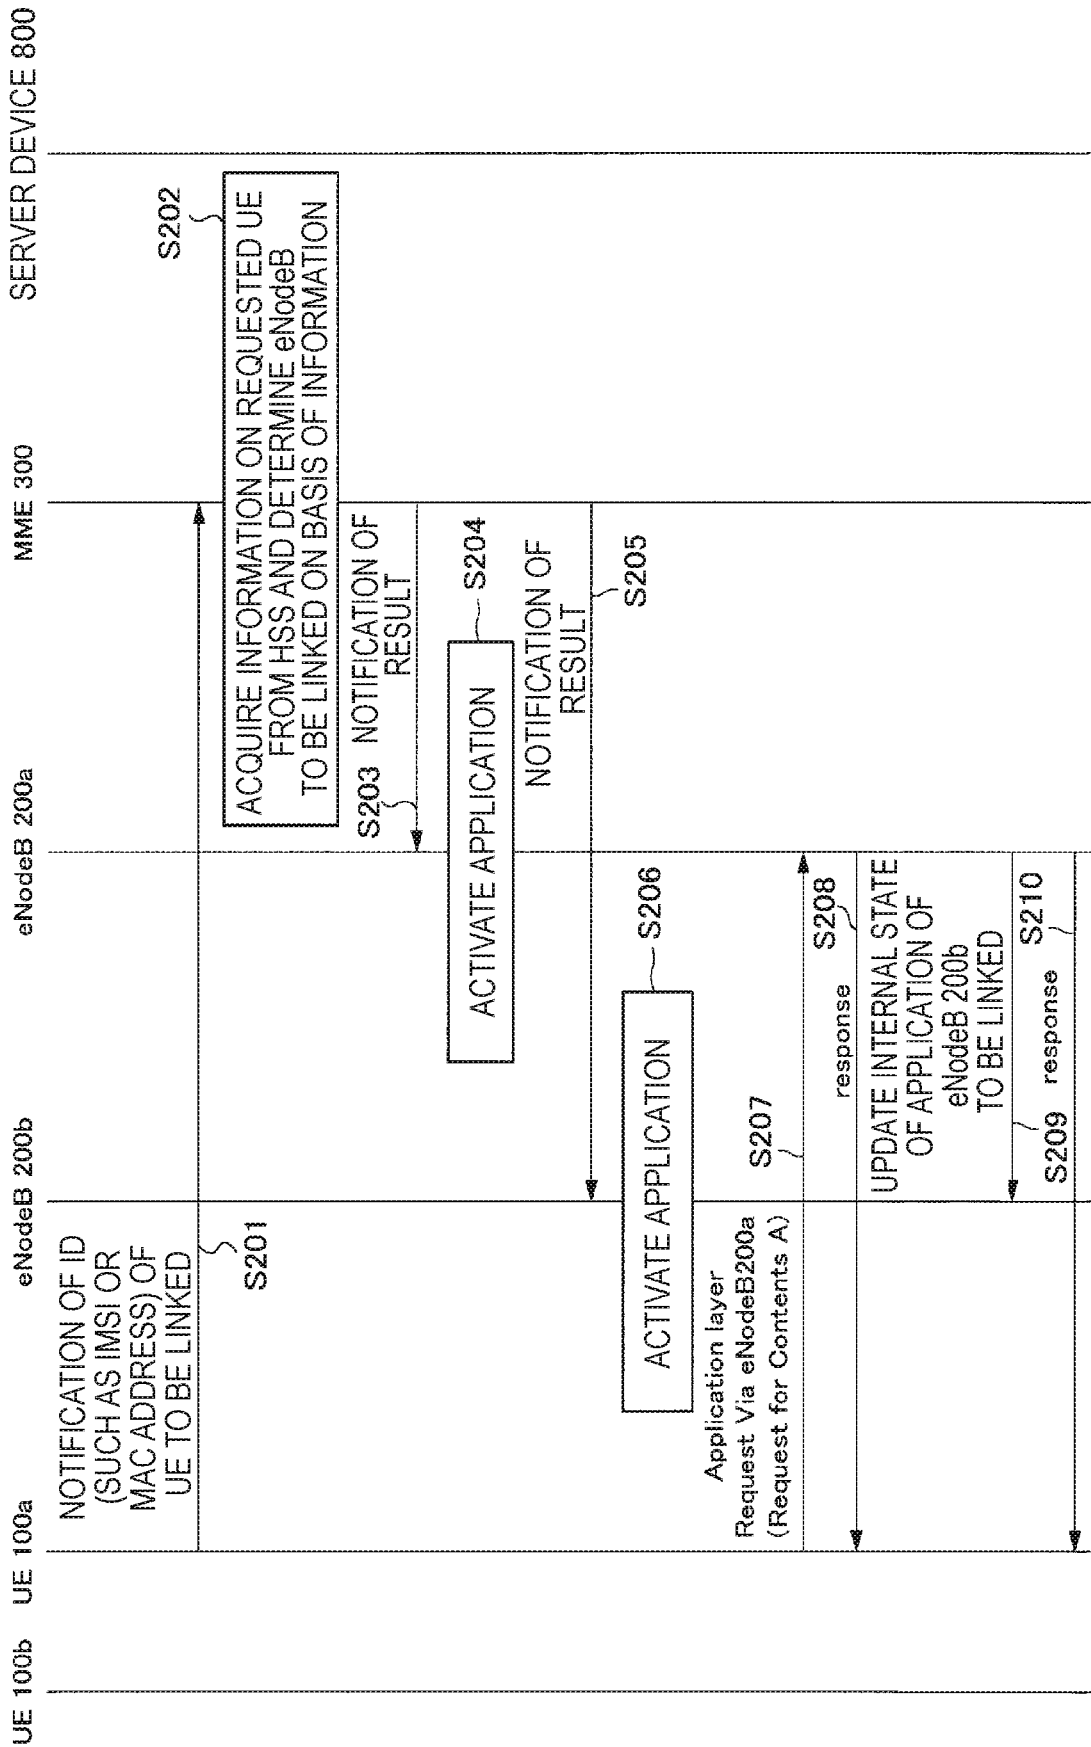 UE 100b
UE 100a
eNodeB 200b
eNodeB 200a
MME 300
SERVER DEVICE 800
NOTIFICATION OF ID
(SUCH AS IMSI OR
MAC ADDRESS) OF
UE TO BE LINKED
S201
S202
ACQUIRE INFORMATION ON REQUESTED UE
FROM HSS AND DETERMINE eNodeB
TO BE LINKED ON BASIS OF INFORMATION
S203
NOTIFICATION OF
RESULT
ACTIVATE APPLICATION
S204
NOTIFICATION OF
RESULT
S205
ACTIVATE APPLICATION
S206
Application layer
Request Via eNodeB200a
(Request for Contents A)
S207
response
S208
UPDATE INTERNAL STATE
OF APPLICATION OF
eNodeB 200b
TO BE LINKED
S209
response
S210